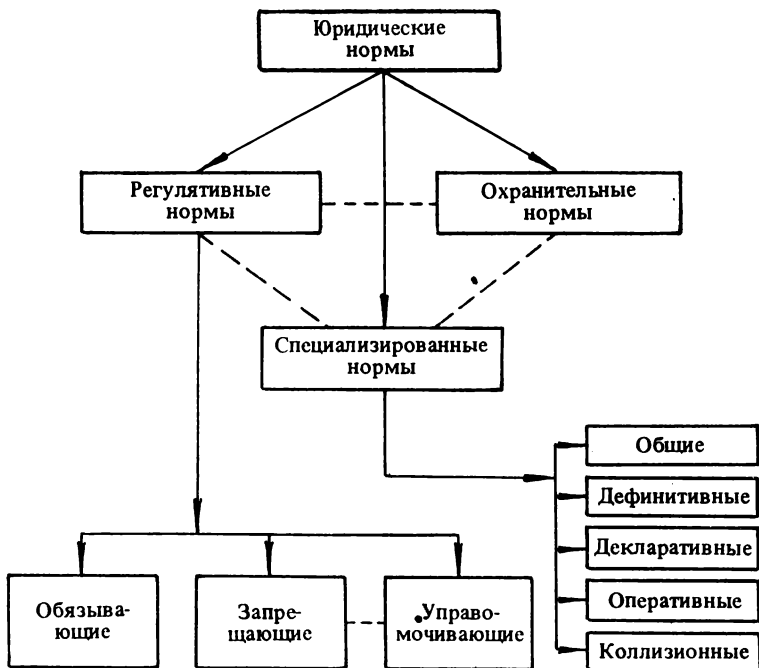 Юридические
нормы
Регулятивные
нормы
Охранительные
нормы
Специализированные
нормы
Общие
Дефинитивные
Декларативные
Оперативные
Коллизионные
Обязыва-
ющие
Запре-
щающие
Управо-
мочивающие